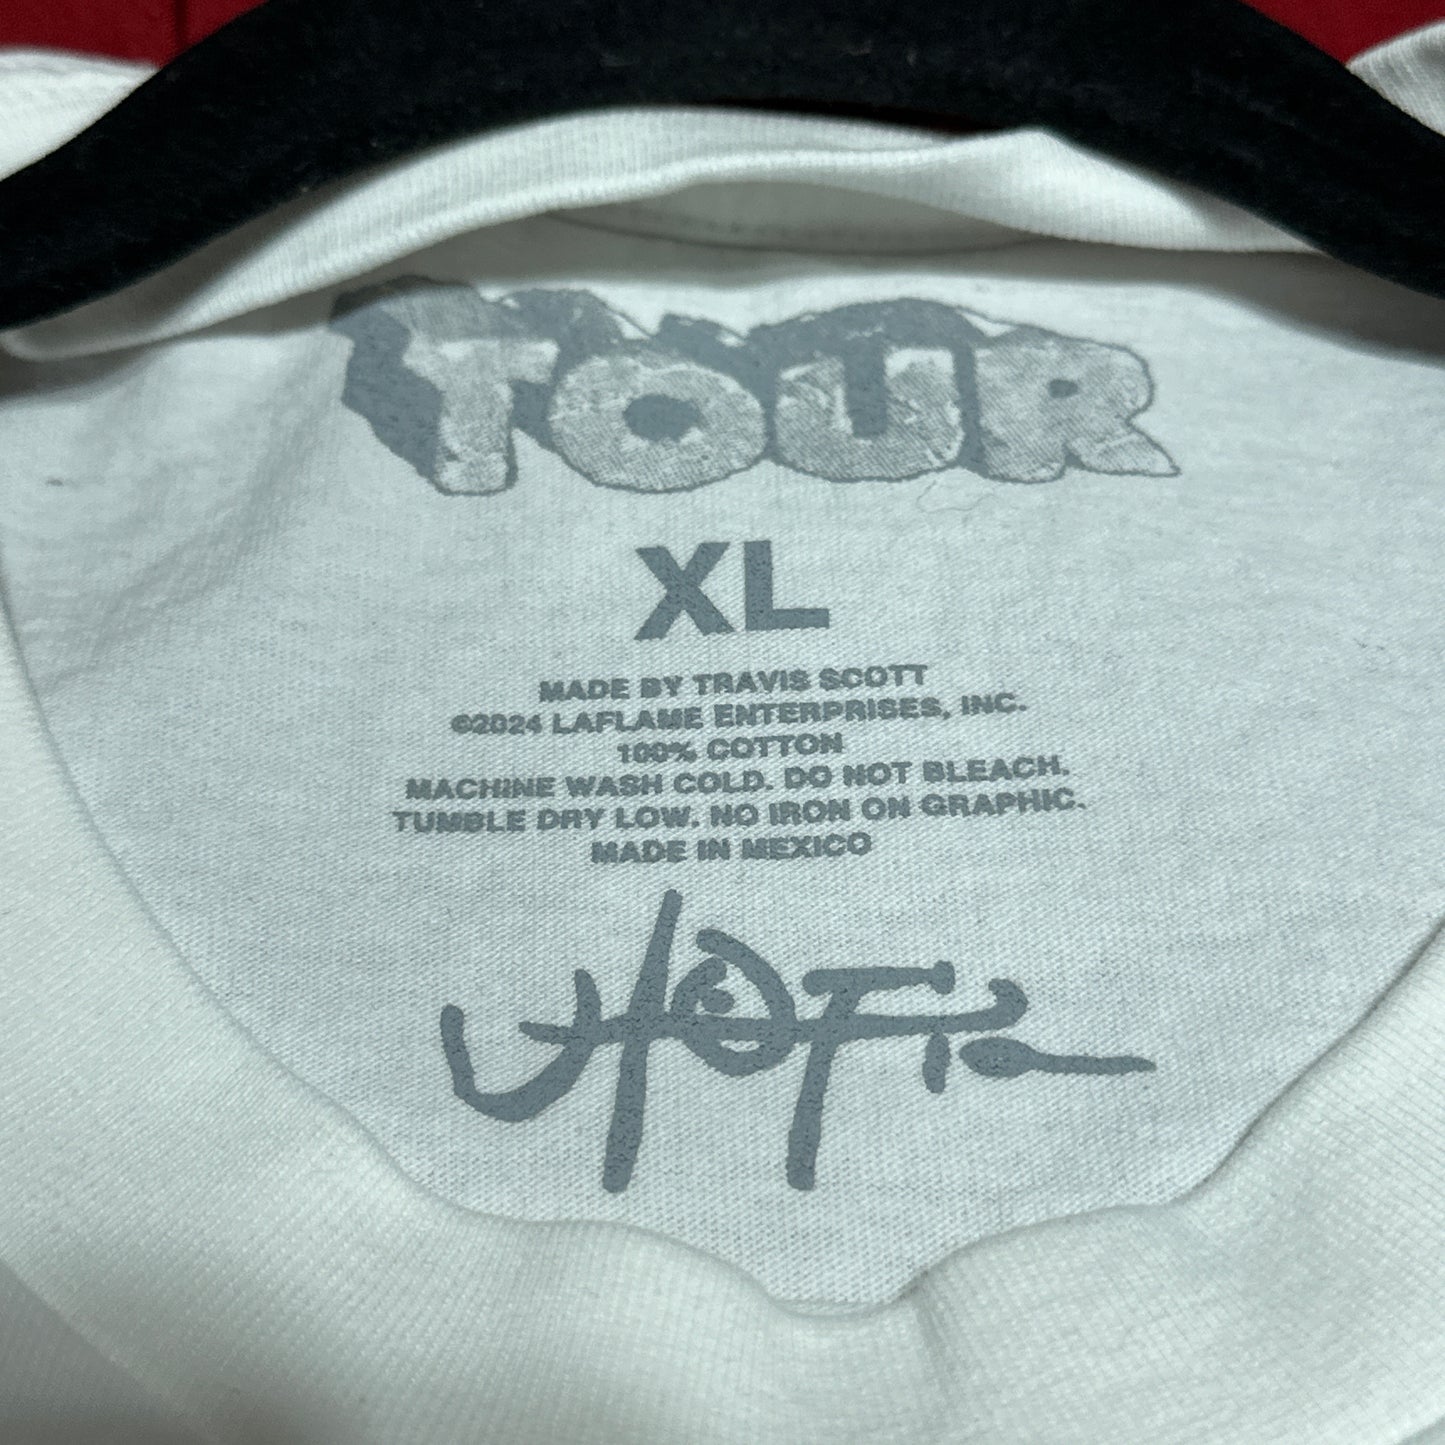 TOUR
XL
MADE BY TRAVIS SCOTT
©2024 LAFLAME ENTERPRISES, INC.
100% COTTON
MACHINE WASH COLD. DO NOT BLEACH.
TUMBLE DRY LOW. NO IRON ON GRAPHIC.
MADE IN MEXICO